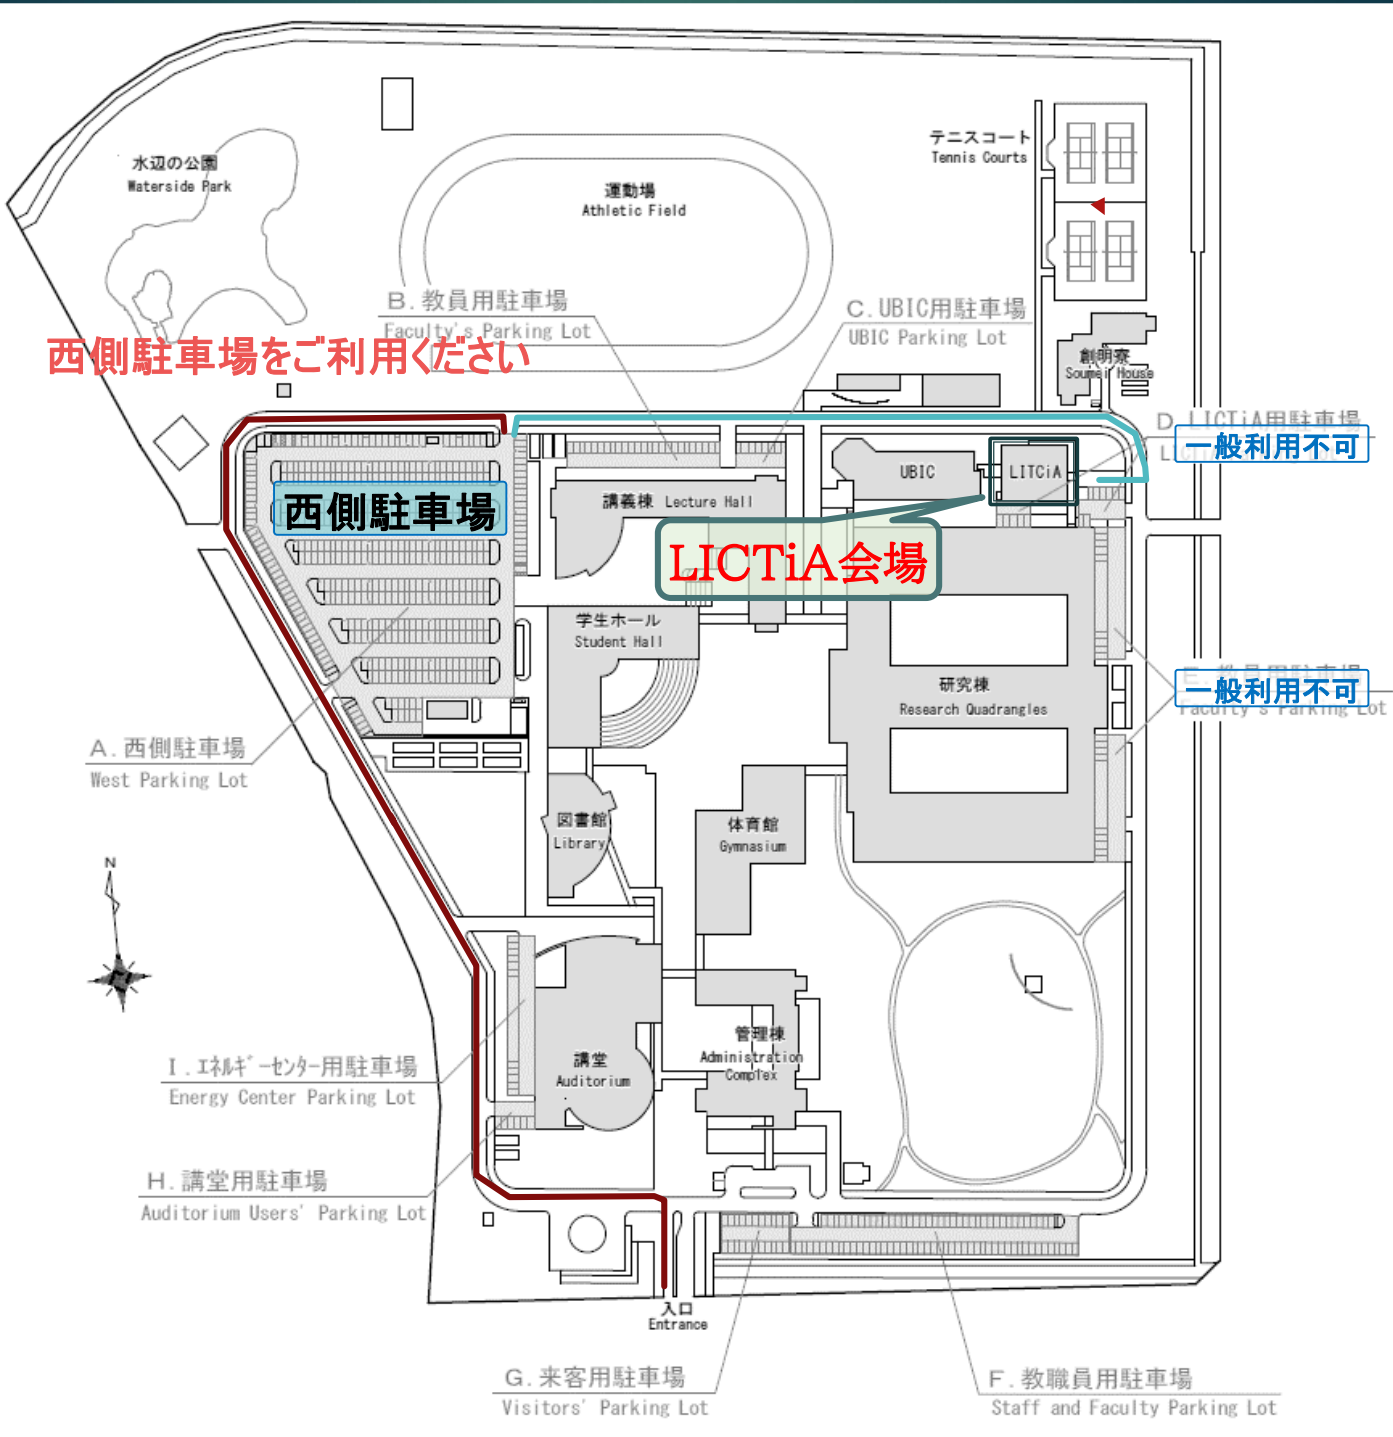 水辺の公園
Waterside Park
運動場
Athletic Field
テニスコート
Tennis Courts
B. 教員用駐車場
Faculty's Parking Lot
C. UBIC用駐車場
UBIC Parking Lot
西側駐車場をご利用ください
創明寮
Soumei House
D. LICTiA用駐車場
一般利用不可
UBIC
LITCiA
西側駐車場
講義棟 Lecture Hall
LICTiA会場
学生ホール
Student Hall
研究棟
Research Quadrangles
E. 教員用駐車場
一般利用不可
Faculty's Parking Lot
A. 西側駐車場
West Parking Lot
図書館
Library
体育館
Gymnasium
N
管理棟
Administration
Complex
講堂
Auditorium
I. エネルギーセンター用駐車場
Energy Center Parking Lot
H. 講堂用駐車場
Auditorium Users' Parking Lot
入口
Entrance
G. 来客用駐車場
Visitors' Parking Lot
F. 教職員用駐車場
Staff and Faculty Parking Lot